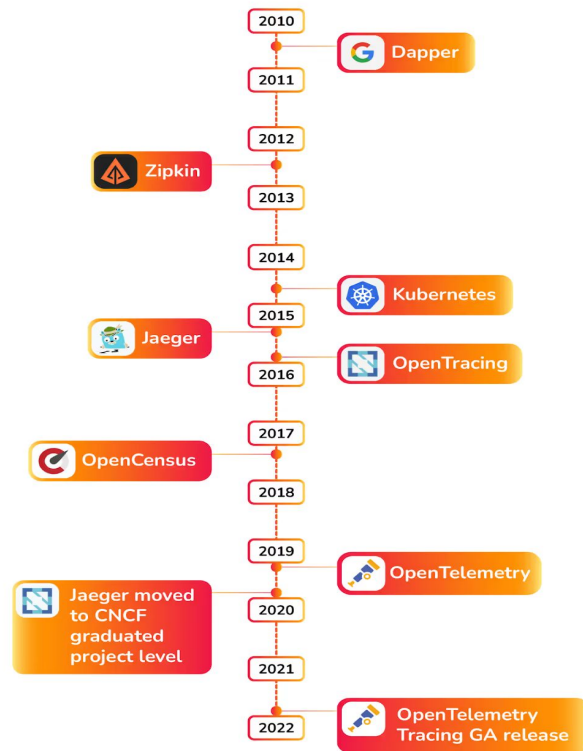 2010
Dapper
2011
2012
Zipkin
2013
2014
Kubernetes
2015
Jaeger
OpenTracing
2016
2017
OpenCensus
2018
2019
OpenTelemetry
Jaeger moved
to CNCF
graduated
project level
2020
2021
OpenTelemetry
Tracing GA release
2022